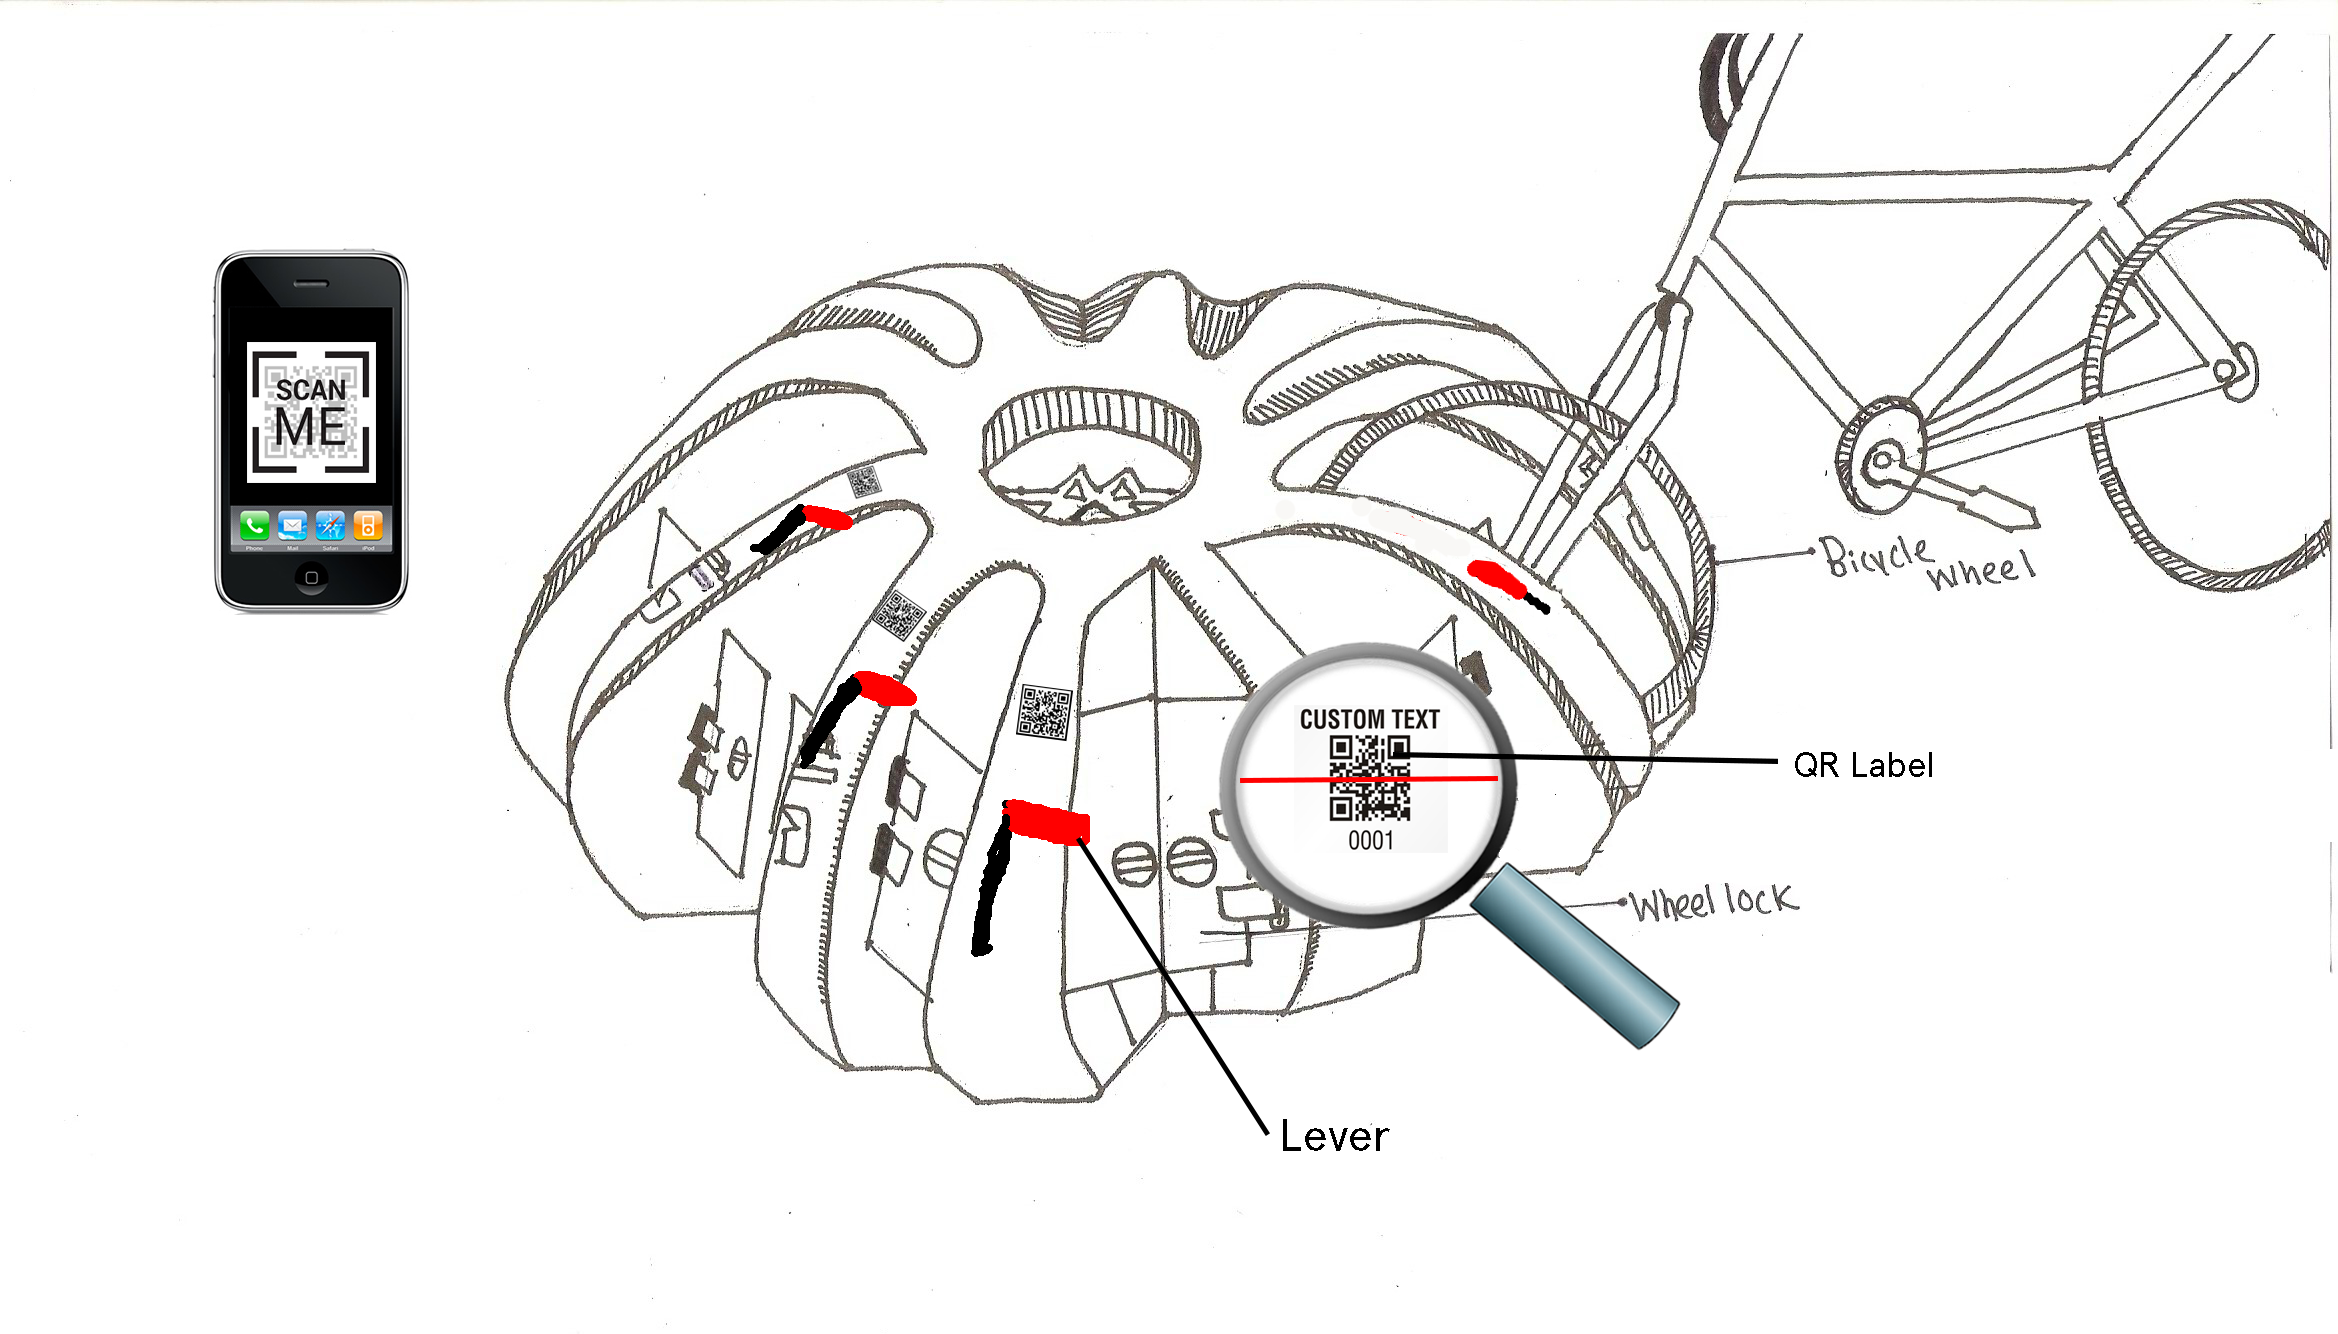 SCAN
ME
Phone
Mail
Safari
iPod
Bicycle
wheel
CUSTOM TEXT
0001
QR Label
Wheel lock
Lever